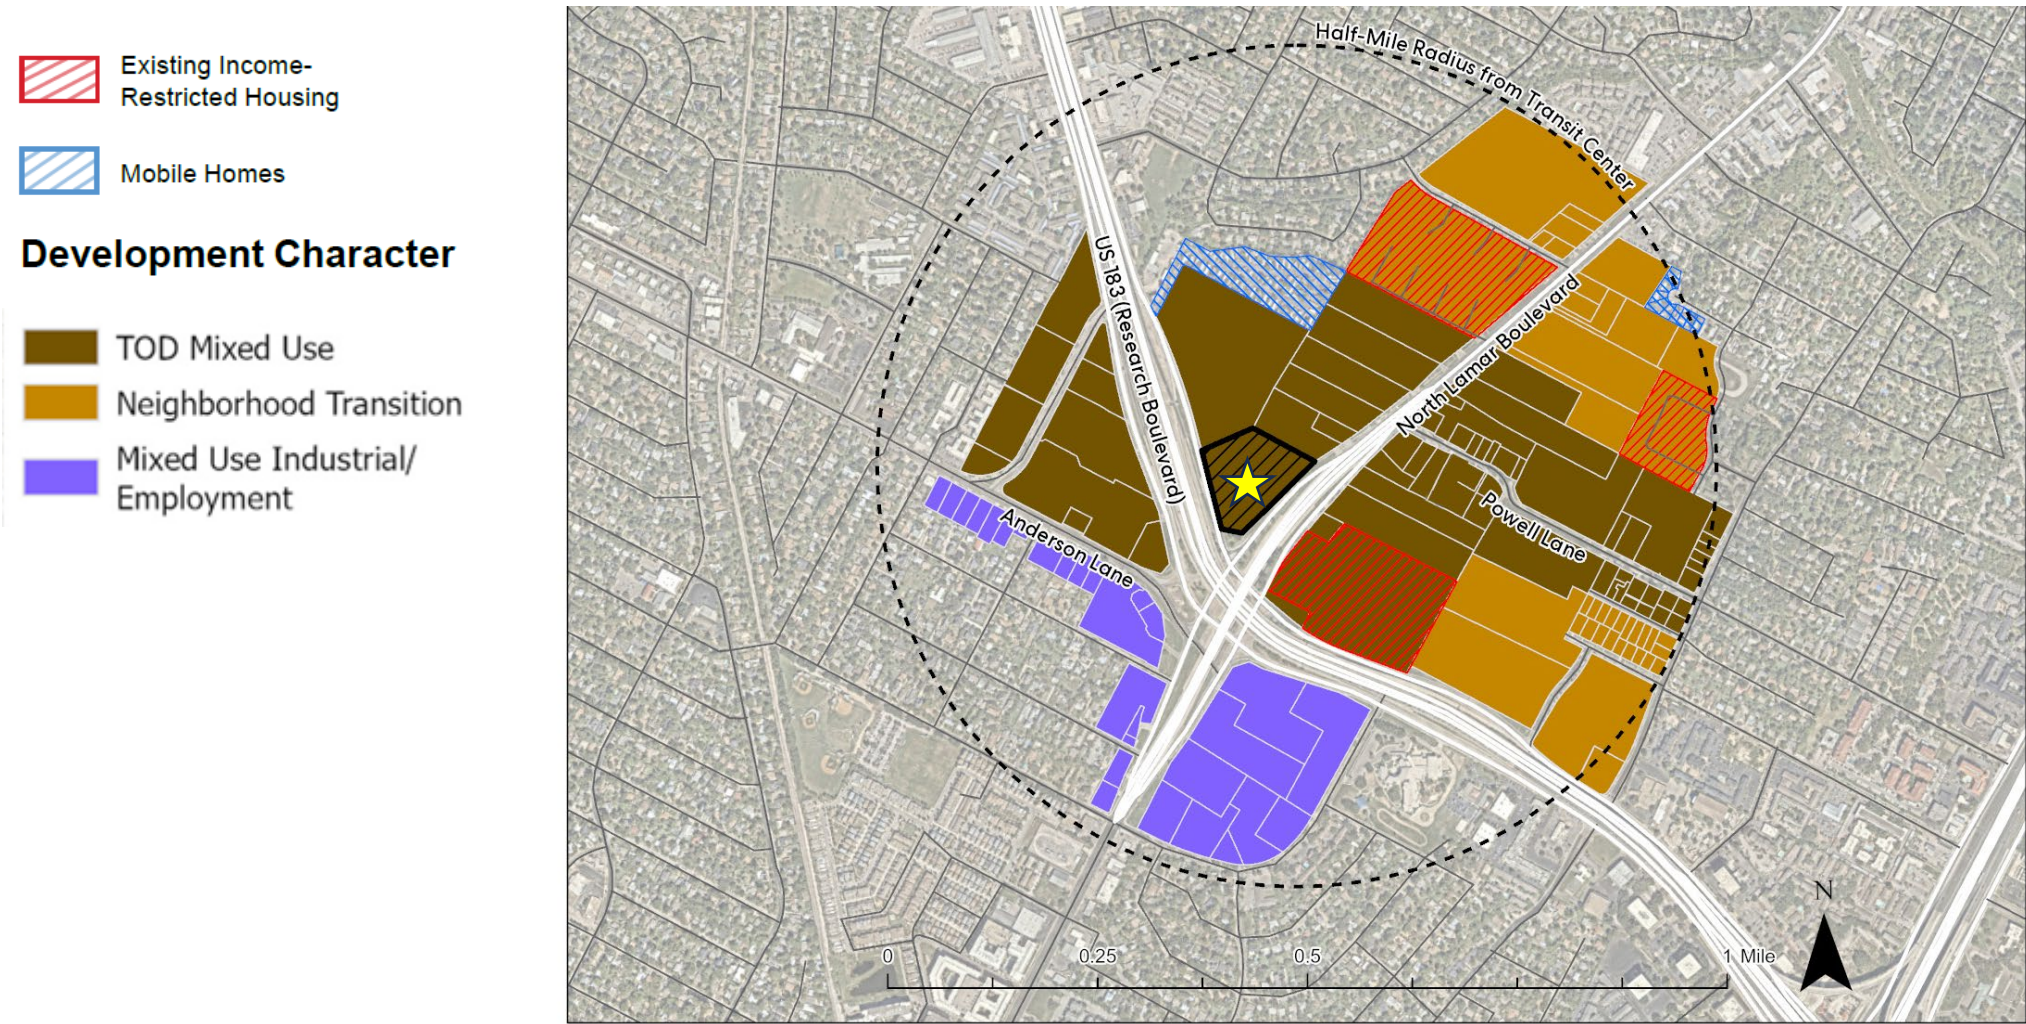 Existing Income-
Restricted Housing
Mobile Homes
Development Character
TOD Mixed Use
Neighborhood Transition
Mixed Use Industrial/
Employment
Half-Mile Radius from Transit Center
US 183 (Research Boulevard)
North Lamar Boulevard
Powell Lane
Anderson Lane
N
0
0.25
0.5
1 Mile